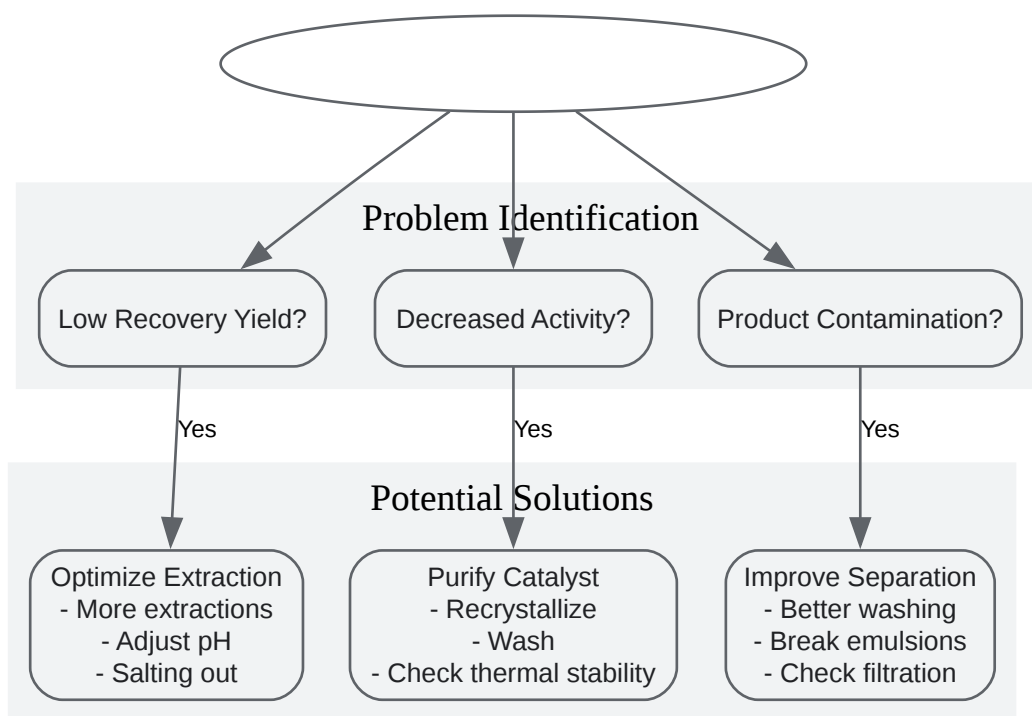 Problem Identification
Low Recovery Yield?
Decreased Activity?
Product Contamination?
Yes
Yes
Yes
Potential Solutions
Optimize Extraction
- More extractions
- Adjust pH
- Salting out
Purify Catalyst
- Recrystallize
- Wash
- Check thermal stability
Improve Separation
- Better washing
- Break emulsions
- Check filtration